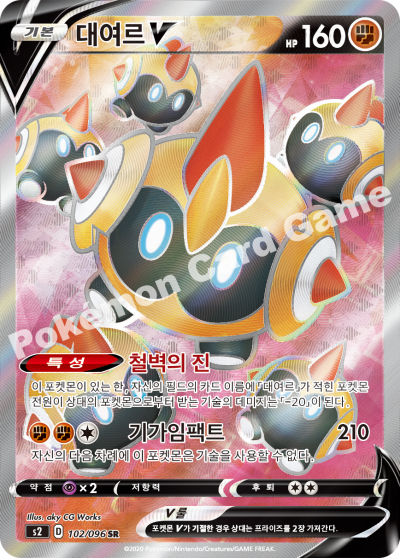 기본 대여르V HP 160
Pokémon Card Game
특성 철벽의 진
이 포켓몬이 있는 한, 자신의 필드의 카드 이름에 「대여르」가 적힌 포켓몬
전원이 상대의 포켓몬으로부터 받는 기술의 데미지는 「-20」이 된다.
기가임팩트 210
자신의 다음 차례에 이 포켓몬은 기술을 사용할 수 없다.
약점 ×2 저항력 후퇴
Illus. aky CG Works
V룰
s2 D 102/096 SR
포켓몬 V가 기절한 경우 상대는 프라이즈를 2장 가져간다.
©2020 Pokémon/Nintendo/Creatures/GAME FREAK.